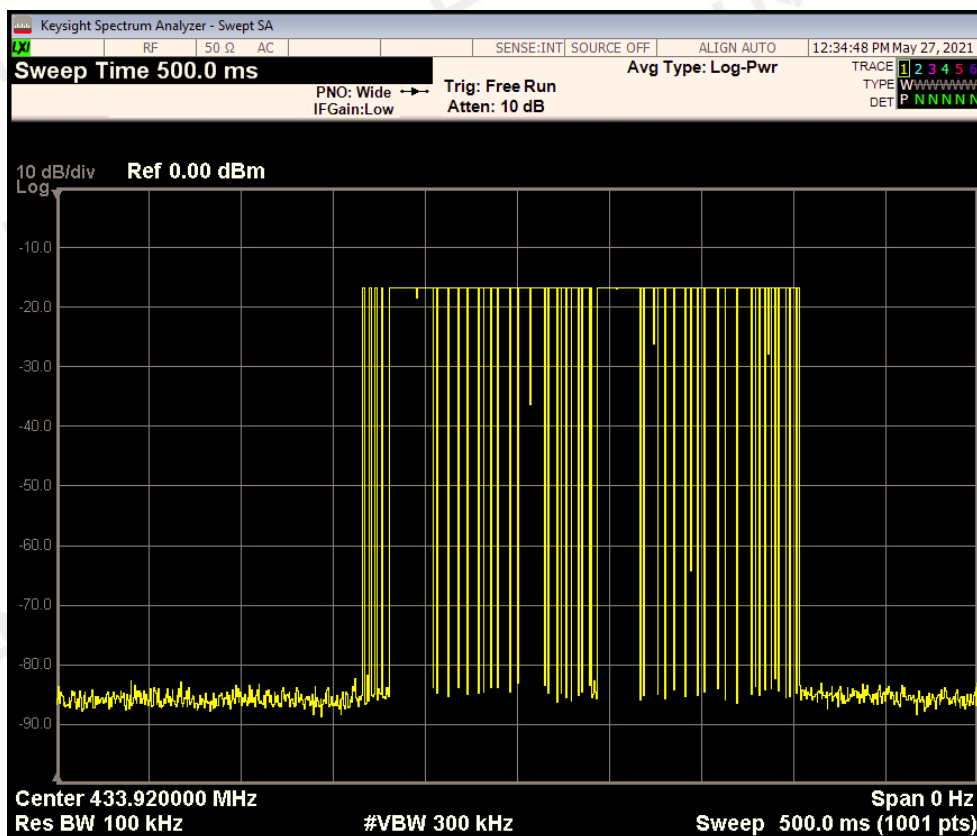 Keysight Spectrum Analyzer - Swept SA
LXI RF 50 Ω AC SENSE:INT SOURCE OFF ALIGN AUTO 12:34:48 PM May 27, 2021
Sweep Time 500.0 ms
PNO: Wide
IFGain:Low
Trig: Free Run
Atten: 10 dB
Avg Type: Log-Pwr
TRACE 1 2 3 4 5 6
TYPE WWWWWWW
DET P N N N N N
10 dB/div Ref 0.00 dBm
Log
-10.0
-20.0
-30.0
-40.0
-50.0
-60.0
-70.0
-80.0
-90.0
Center 433.920000 MHz Span 0 Hz
Res BW 100 kHz #VBW 300 kHz Sweep 500.0 ms (1001 pts)